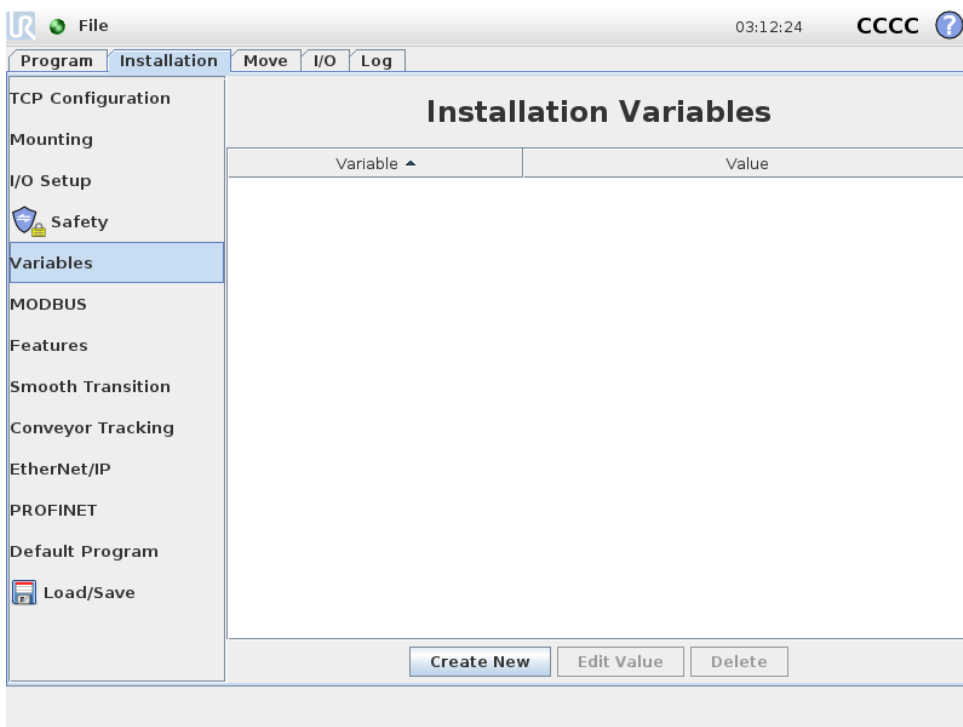 UR File 03:12:24 CCCC ?
Program Installation Move I/O Log
TCP Configuration
Mounting
I/O Setup
Safety
Variables
MODBUS
Features
Smooth Transition
Conveyor Tracking
EtherNet/IP
PROFINET
Default Program
Load/Save
Installation Variables
Variable Value
Create New Edit Value Delete